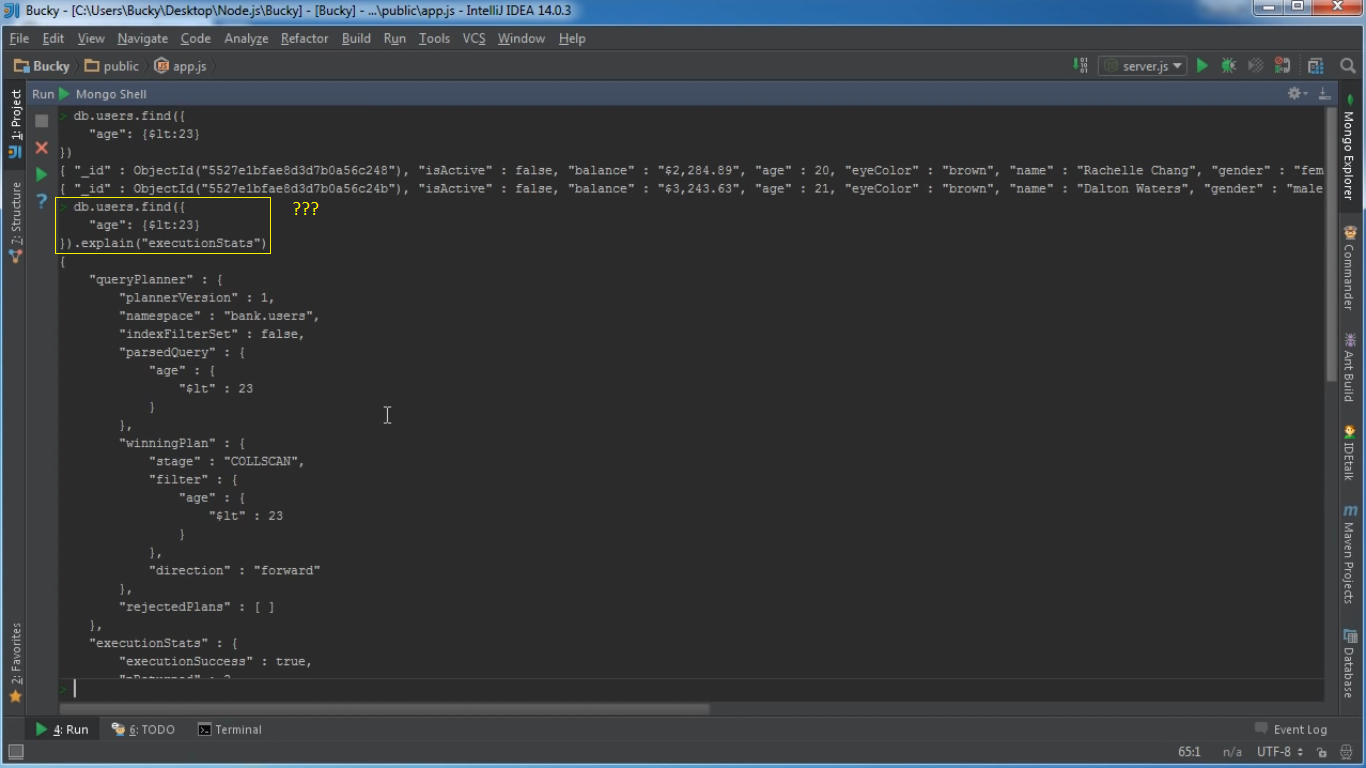 Bucky - [C:\Users\Bucky\Desktop\Node.js\Bucky] - [Bucky] - ...\public\app.js - IntelliJ IDEA 14.0.3
File Edit View Navigate Code Analyze Refactor Build Run Tools VCS Window Help
Bucky public app.js server.js
Run Mongo Shell
> db.users.find({
"age": {$lt:23}
})
{ "_id" : ObjectId("5527e1bfae8d3d7b0a56c248"), "isActive" : false, "balance" : "$2,284.89", "age" : 20, "eyeColor" : "brown", "name" : "Rachelle Chang", "gender" : "fem
{ "_id" : ObjectId("5527e1bfae8d3d7b0a56c24b"), "isActive" : false, "balance" : "$3,243.63", "age" : 21, "eyeColor" : "brown", "name" : "Dalton Waters", "gender" : "male
> db.users.find({ ???
"age": {$lt:23}
}).explain("executionStats")
{
"queryPlanner" : {
"plannerVersion" : 1,
"namespace" : "bank.users",
"indexFilterSet" : false,
"parsedQuery" : {
"age" : {
"$lt" : 23
}
},
"winningPlan" : {
"stage" : "COLLSCAN",
"filter" : {
"age" : {
"$lt" : 23
}
},
"direction" : "forward"
},
"rejectedPlans" : [ ]
},
"executionStats" : {
"executionSuccess" : true,
>
1: Project
7: Structure
2: Favorites
Mongo Explorer
Commander
Ant Build
IDEtalk
Maven Projects
Database
4: Run 6: TODO Terminal Event Log
65:1 n/a UTF-8